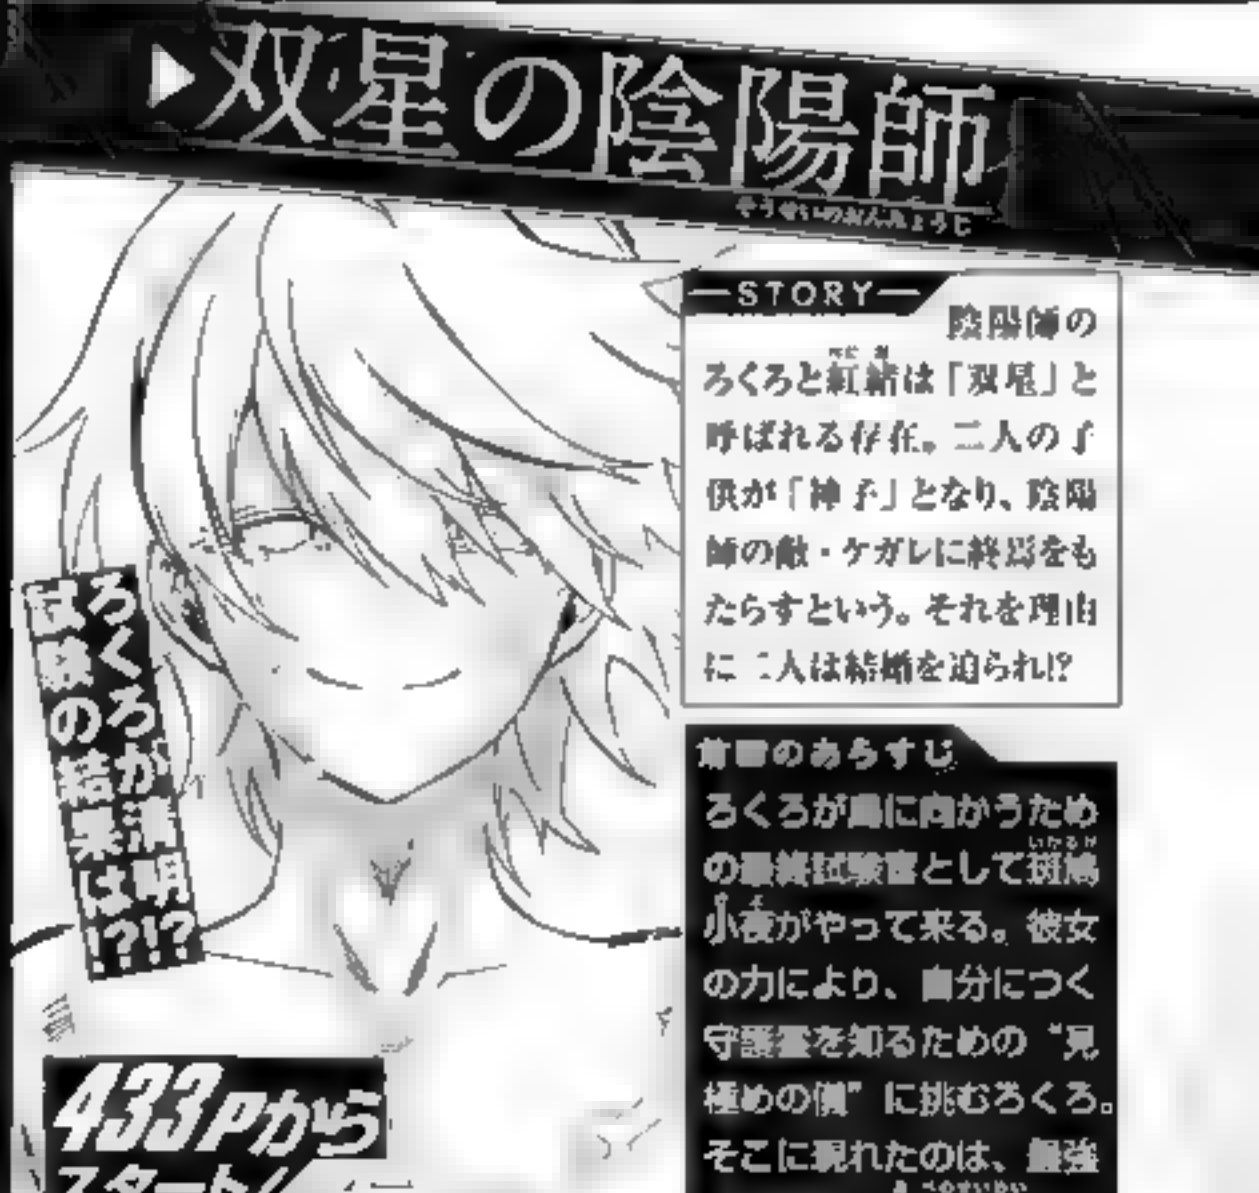 ▶双星の陰陽師
そうせいのおんみょうじ
STORY
陰陽師の
ろくろと紅緒は「双星」と
呼ばれる存在。二人の子
供が「神子」となり、陰陽
師の敵・ケガレに終焉をも
たらすという。それを理由
に二人は結婚を迫られ!?
前回のあらすじ
ろくろが島に向かうため
の最終試験官として斑鳩
いかるが
小夜がやって来る。彼女
の力により、自分につく
守護霊を知るための“見
極めの儀”に挑むろくろ。
そこに現れたのは、最強
ろくろが清明!?
試験の結果は!?
433Pから
スタート!